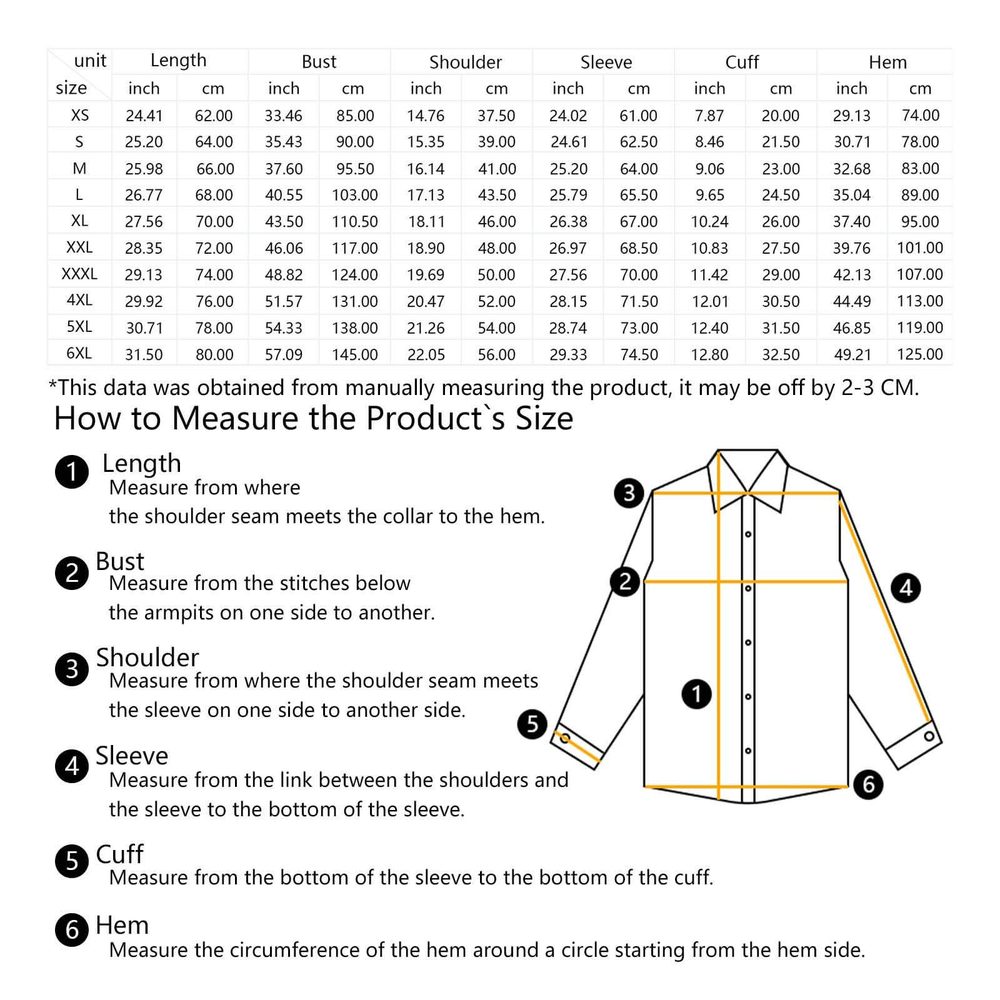 unit Length Bust Shoulder Sleeve Cuff Hem
size inch cm inch cm inch cm inch cm inch cm inch cm
XS 24.41 62.00 33.46 85.00 14.76 37.50 24.02 61.00 7.87 20.00 29.13 74.00
S 25.20 64.00 35.43 90.00 15.35 39.00 24.61 62.50 8.46 21.50 30.71 78.00
M 25.98 66.00 37.60 95.50 16.14 41.00 25.20 64.00 9.06 23.00 32.68 83.00
L 26.77 68.00 40.55 103.00 17.13 43.50 25.79 65.50 9.65 24.50 35.04 89.00
XL 27.56 70.00 43.50 110.50 18.11 46.00 26.38 67.00 10.24 26.00 37.40 95.00
XXL 28.35 72.00 46.06 117.00 18.90 48.00 26.97 68.50 10.83 27.50 39.76 101.00
XXXL 29.13 74.00 48.82 124.00 19.69 50.00 27.56 70.00 11.42 29.00 42.13 107.00
4XL 29.92 76.00 51.57 131.00 20.47 52.00 28.15 71.50 12.01 30.50 44.49 113.00
5XL 30.71 78.00 54.33 138.00 21.26 54.00 28.74 73.00 12.40 31.50 46.85 119.00
6XL 31.50 80.00 57.09 145.00 22.05 56.00 29.33 74.50 12.80 32.50 49.21 125.00
*This data was obtained from manually measuring the product, it may be off by 2-3 CM.
How to Measure the Product`s Size
1 Length
Measure from where
the shoulder seam meets the collar to the hem.
2 Bust
Measure from the stitches below
the armpits on one side to another.
3 Shoulder
Measure from where the shoulder seam meets
the sleeve on one side to another side.
4 Sleeve
Measure from the link between the shoulders and
the sleeve to the bottom of the sleeve.
5 Cuff
Measure from the bottom of the sleeve to the bottom of the cuff.
6 Hem
Measure the circumference of the hem around a circle starting from the hem side.
3
2
4
1
5
6